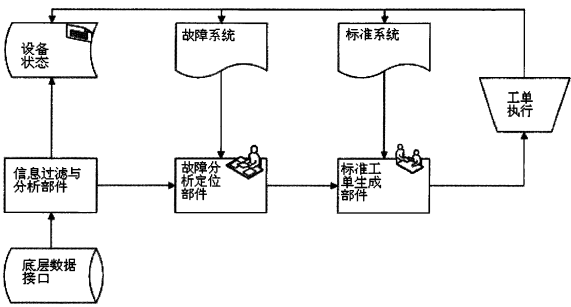 设备
状态
故障系统
标准系统
工单
执行
信息过滤与
分析部件
故障分
析定位
部件
标准工
单生成
部件
底层数据
接口